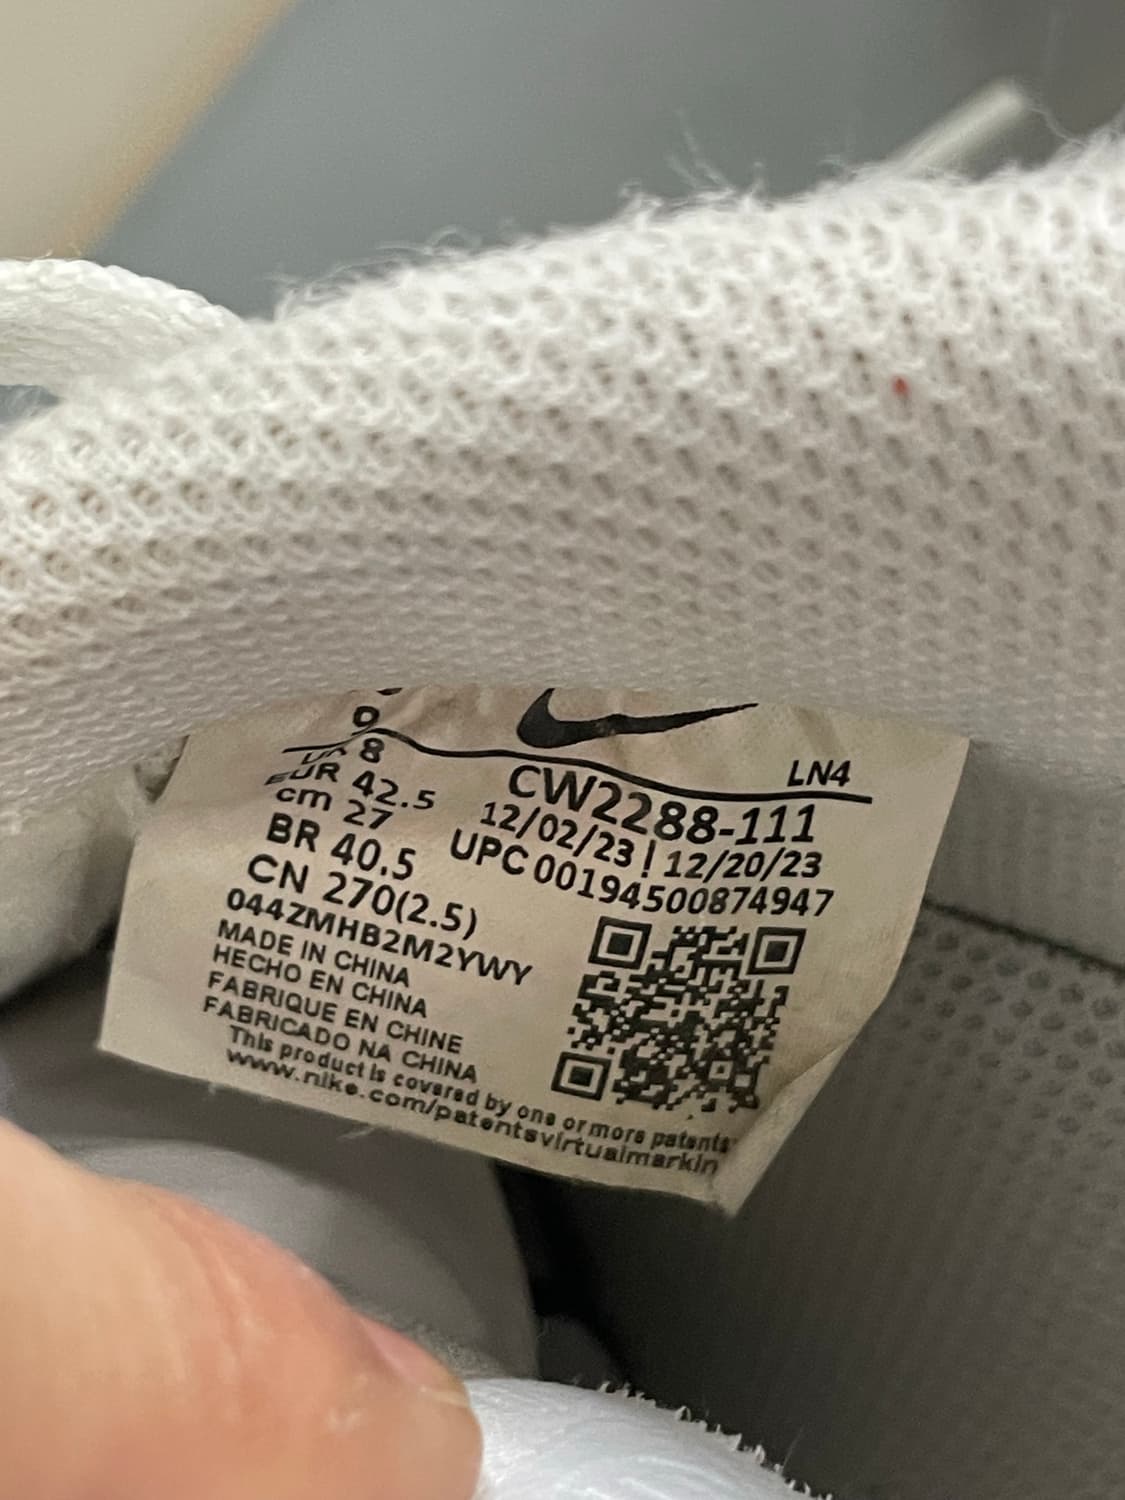 9
UK 8
EUR 42.5
cm 27
BR 40.5
CN 270(2.5)
LN4
CW2288-111
12/02/23 | 12/20/23
UPC 00194500874947
044ZMHB2M2YWY
MADE IN CHINA
HECHO EN CHINA
FABRIQUE EN CHINE
FABRICADO NA CHINA
This product is covered by one or more patents
www.nike.com/patentsvirtualmarkin